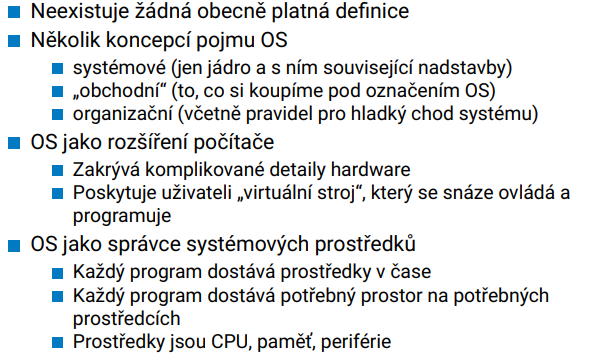 Neexistuje žádná obecně platná definice
Několik koncepcí pojmu OS
systémové (jen jádro a s ním související nadstavby)
„obchodní“ (to, co si koupíme pod označením OS)
organizační (včetně pravidel pro hladký chod systému)
OS jako rozšíření počítače
Zakrývá komplikované detaily hardware
Poskytuje uživateli „virtuální stroj“, který se snáze ovládá a
programuje
OS jako správce systémových prostředků
Každý program dostává prostředky v čase
Každý program dostává potřebný prostor na potřebných
prostředcích
Prostředky jsou CPU, paměť, periférie